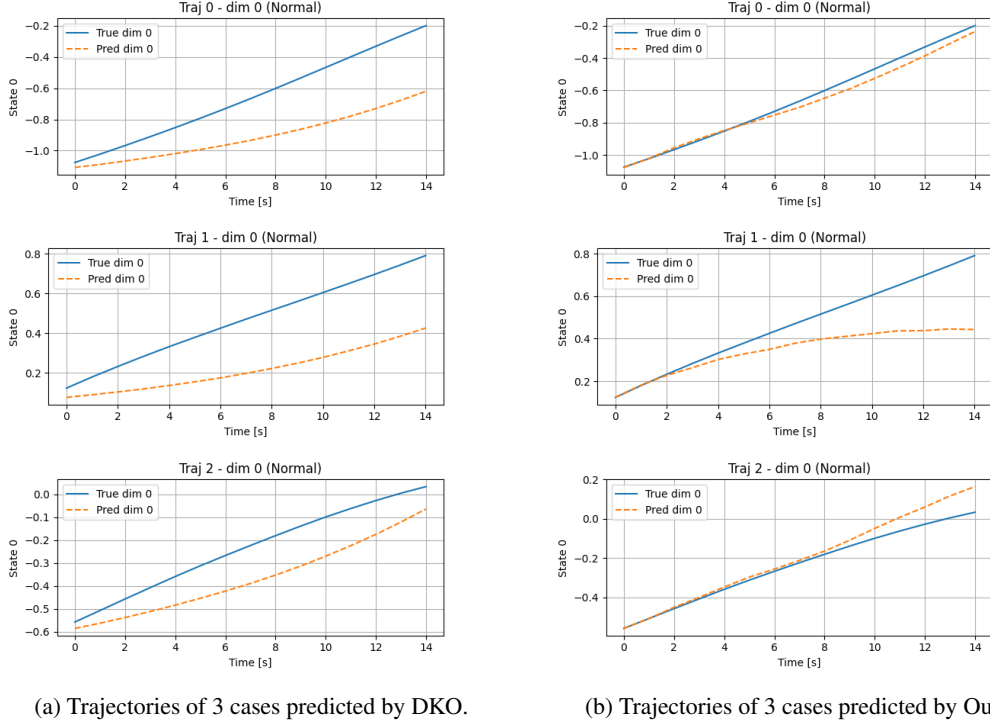 Traj 0 - dim 0 (Normal)
−0.2
−0.4
−0.6
−0.8
−1.0
State 0
True dim 0
Pred dim 0
0 2 4 6 8 10 12 14
Time [s]
Traj 1 - dim 0 (Normal)
0.8
0.6
0.4
0.2
State 0
True dim 0
Pred dim 0
0 2 4 6 8 10 12 14
Time [s]
Traj 2 - dim 0 (Normal)
0.0
−0.1
−0.2
−0.3
−0.4
−0.5
−0.6
State 0
True dim 0
Pred dim 0
0 2 4 6 8 10 12 14
Time [s]
(a) Trajectories of 3 cases predicted by DKO.
Traj 0 - dim 0 (Normal)
−0.2
−0.4
−0.6
−0.8
−1.0
State 0
True dim 0
Pred dim 0
0 2 4 6 8 10 12 14
Time [s]
Traj 1 - dim 0 (Normal)
0.8
0.6
0.4
0.2
State 0
True dim 0
Pred dim 0
0 2 4 6 8 10 12 14
Time [s]
Traj 2 - dim 0 (Normal)
0.2
0.0
−0.2
−0.4
State 0
True dim 0
Pred dim 0
0 2 4 6 8 10 12 14
Time [s]
(b) Trajectories of 3 cases predicted by Ou